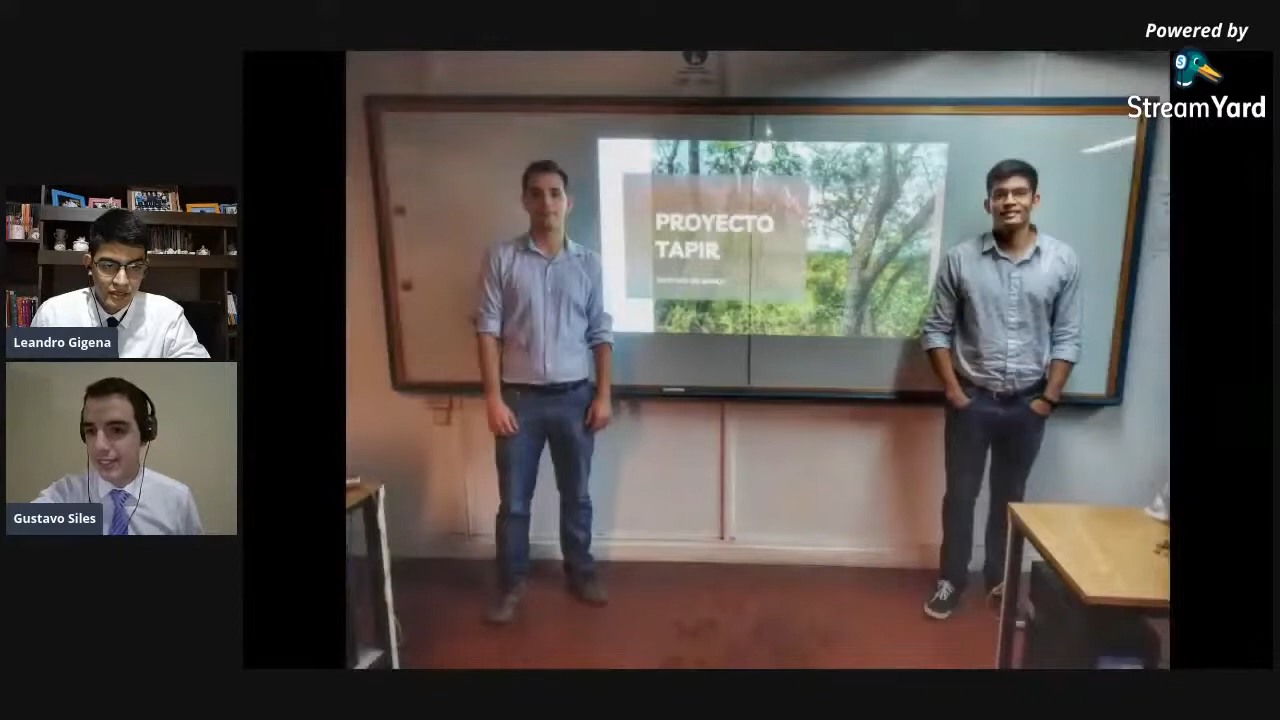 Powered by
StreamYard
PROYECTO
TAPIR
Leandro Gigena
Gustavo Siles